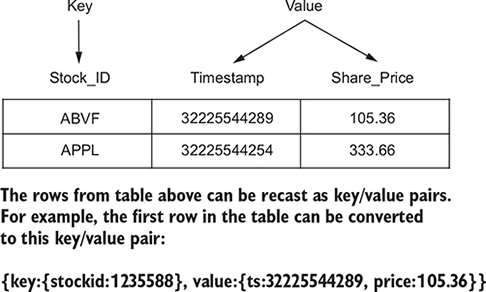 Key Value
Stock_ID Timestamp Share_Price
ABVF 32225544289 105.36
APPL 32225544254 333.66
The rows from table above can be recast as key/value pairs.
For example, the first row in the table can be converted
to this key/value pair:
{key:{stockid:1235588}, value:{ts:32225544289, price:105.36}}